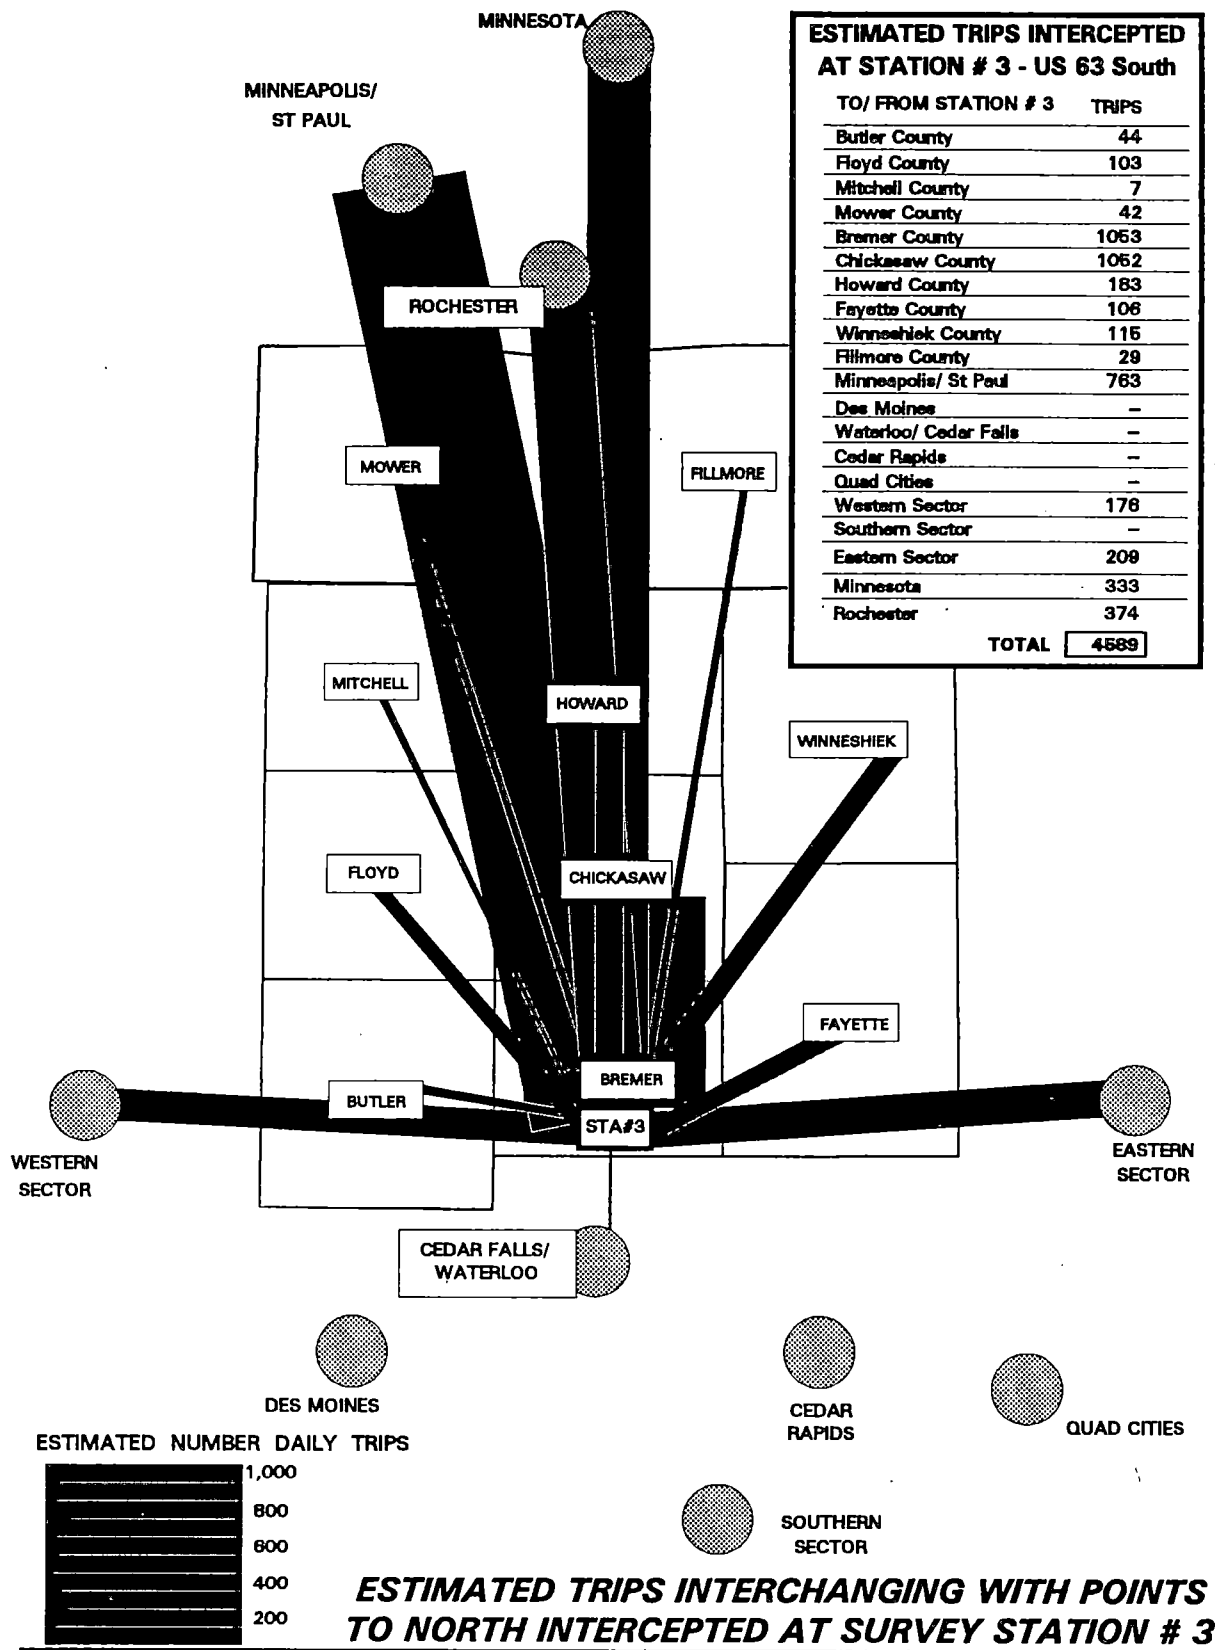 MINNESOTA
MINNEAPOLIS/
ST PAUL
ROCHESTER
MOWER
FILLMORE
MITCHELL
HOWARD
WINNESHIEK
FLOYD
CHICKASAW
FAYETTE
BREMER
BUTLER
STA#3
WESTERN
SECTOR
EASTERN
SECTOR
CEDAR FALLS/
WATERLOO
DES MOINES
CEDAR
RAPIDS
QUAD CITIES
SOUTHERN
SECTOR
ESTIMATED TRIPS INTERCEPTED
AT STATION # 3 - US 63 South
TO/ FROM STATION # 3 TRIPS
Butler County 44
Floyd County 103
Mitchell County 7
Mower County 42
Bremer County 1053
Chickasaw County 1052
Howard County 183
Fayette County 106
Winneshiek County 115
Fillmore County 29
Minneapolis/ St Paul 763
Des Moines –
Waterloo/ Cedar Falls –
Cedar Rapids –
Quad Cities –
Western Sector 176
Southern Sector –
Eastern Sector 209
Minnesota 333
Rochester 374
TOTAL 4589
ESTIMATED NUMBER DAILY TRIPS
1,000
800
600
400
200
ESTIMATED TRIPS INTERCHANGING WITH POINTS
TO NORTH INTERCEPTED AT SURVEY STATION # 3